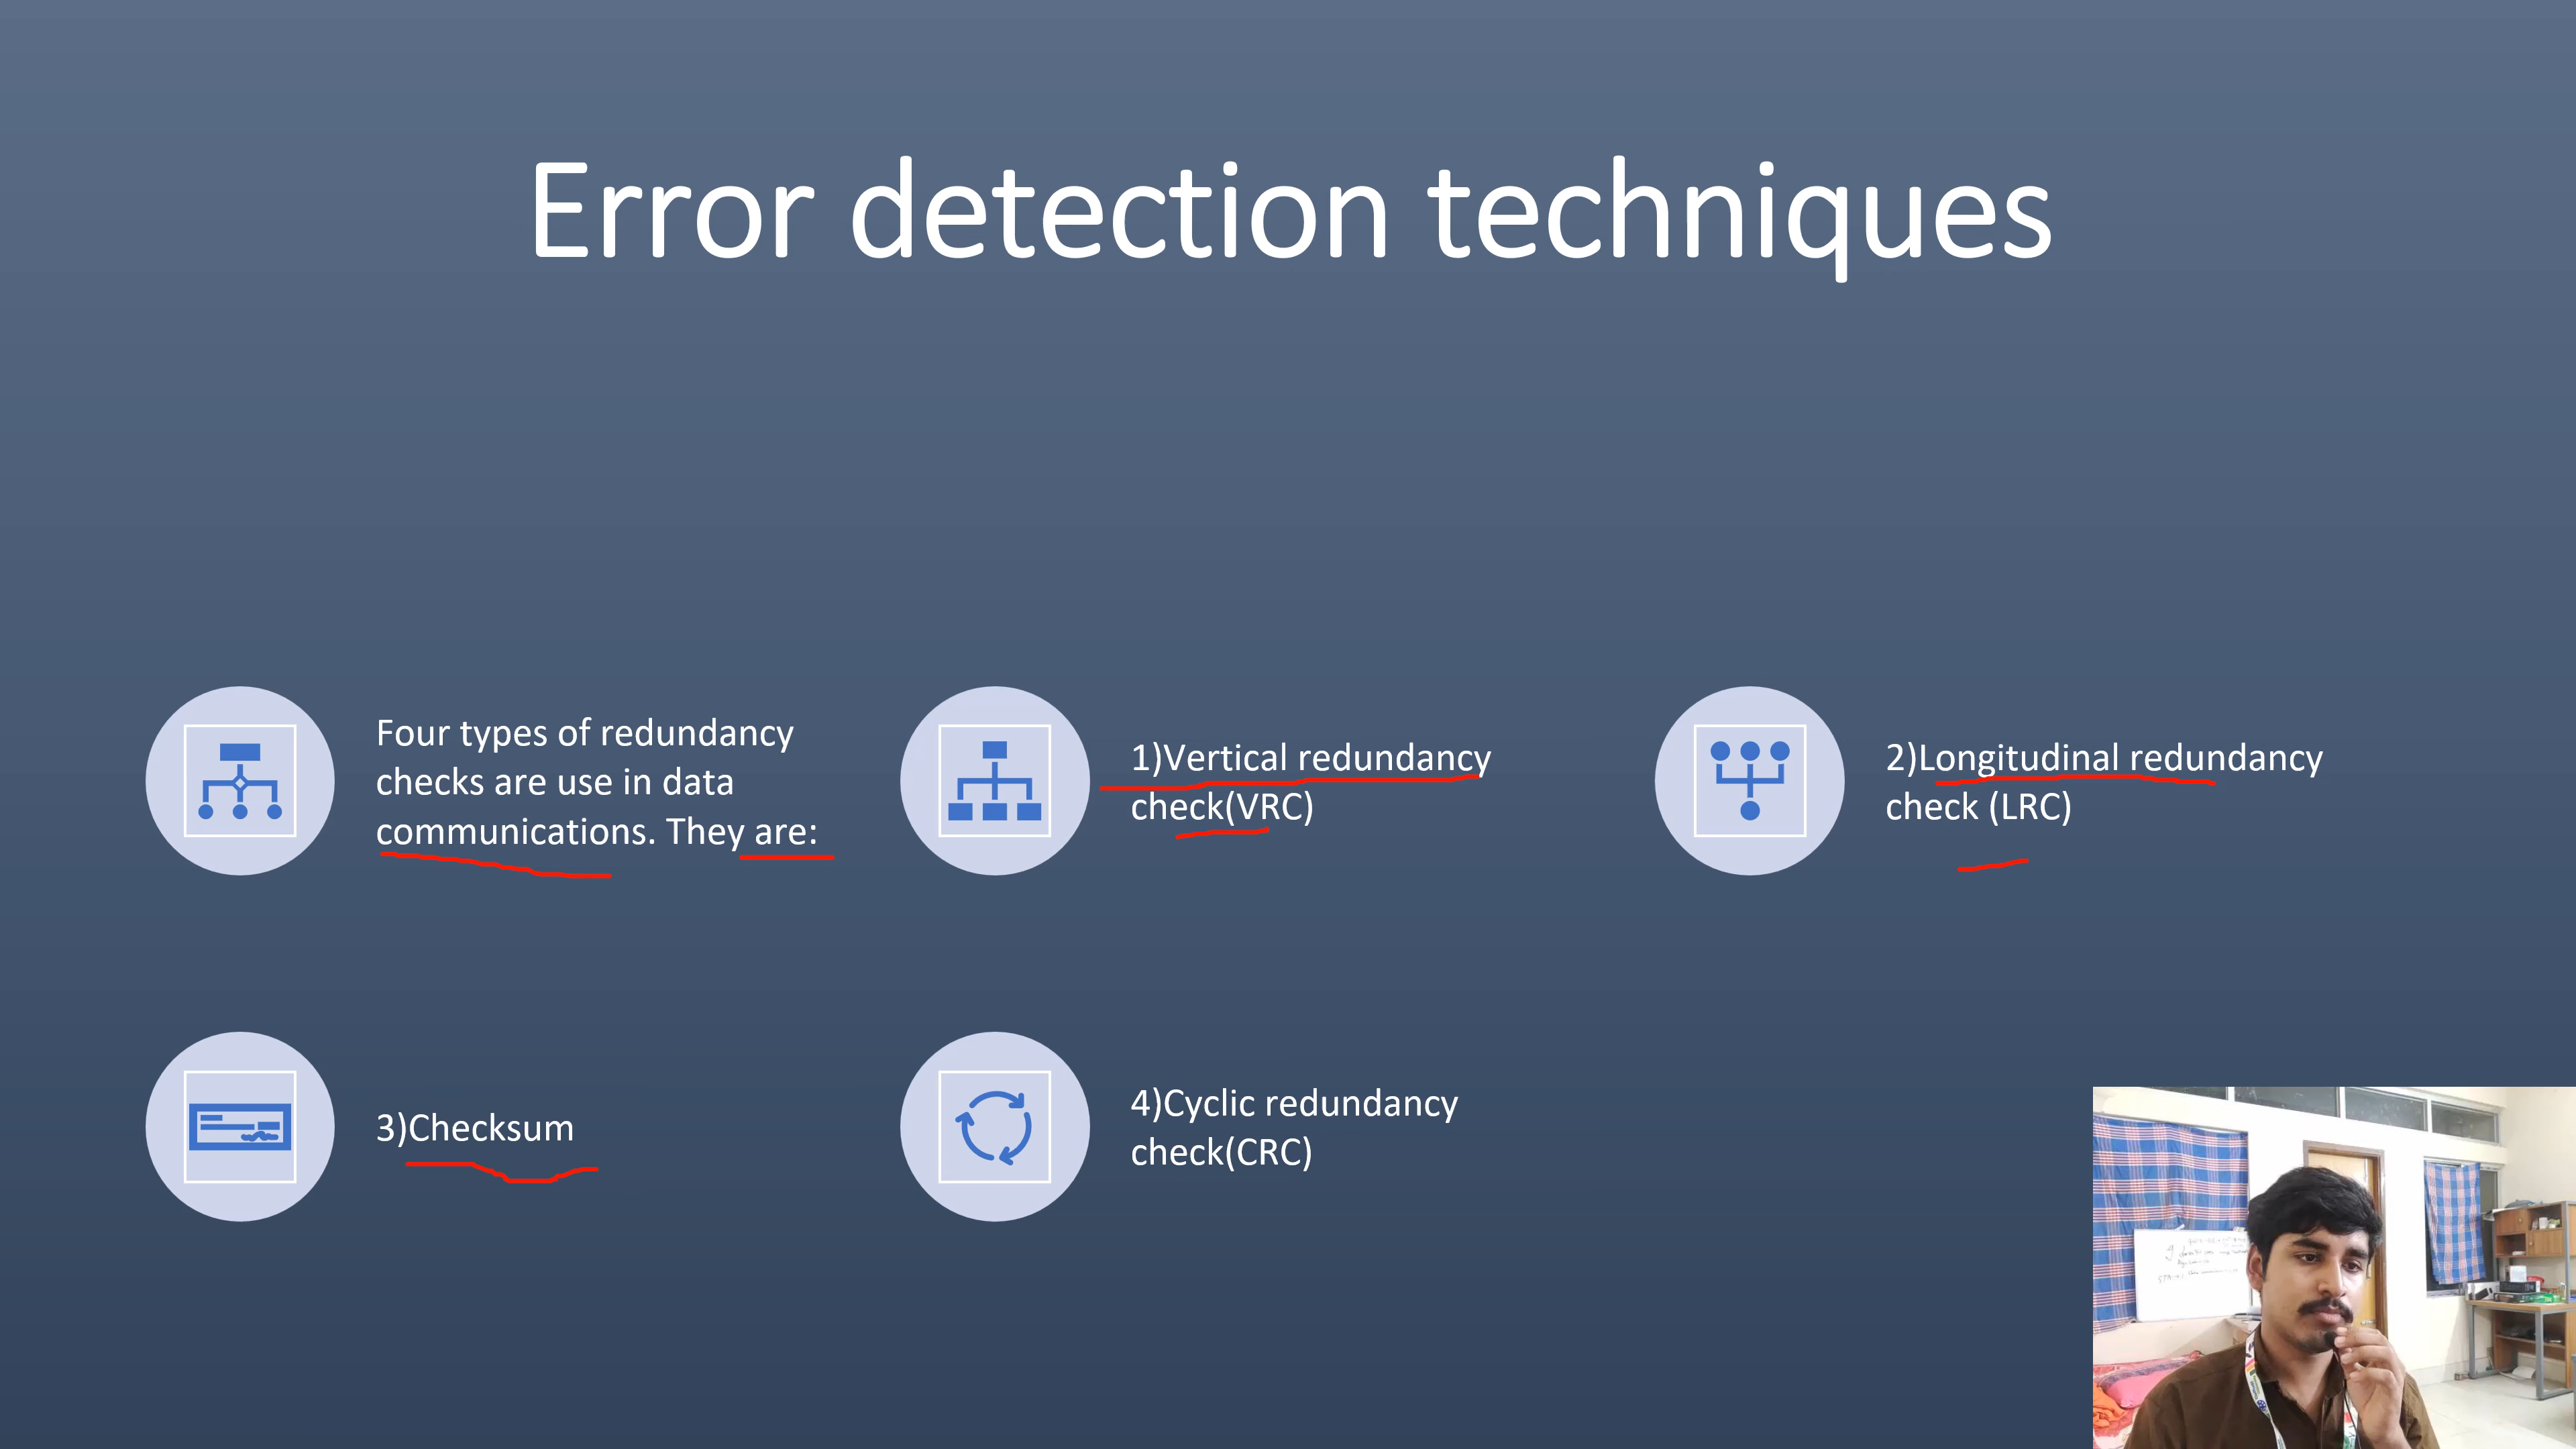 Error detection techniques
Four types of redundancy
checks are use in data
communications. They are:
1)Vertical redundancy
check(VRC)
2)Longitudinal redundancy
check (LRC)
3)Checksum
4)Cyclic redundancy
check(CRC)